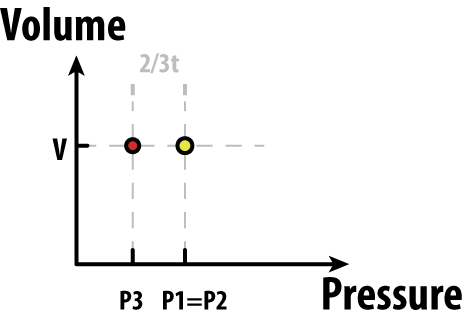 Volume
2/3t
V
P3 P1=P2
Pressure